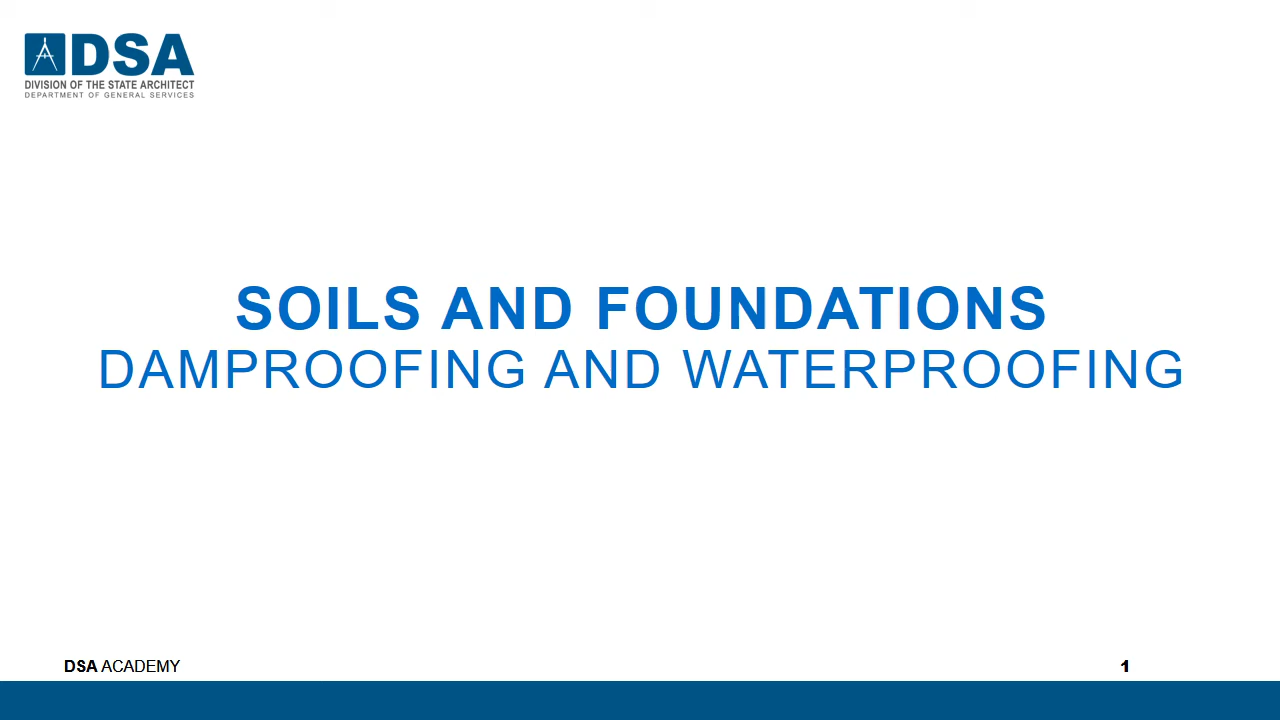 DSA
DIVISION OF THE STATE ARCHITECT
DEPARTMENT OF GENERAL SERVICES
SOILS AND FOUNDATIONS
DAMPROOFING AND WATERPROOFING
DSA ACADEMY
1